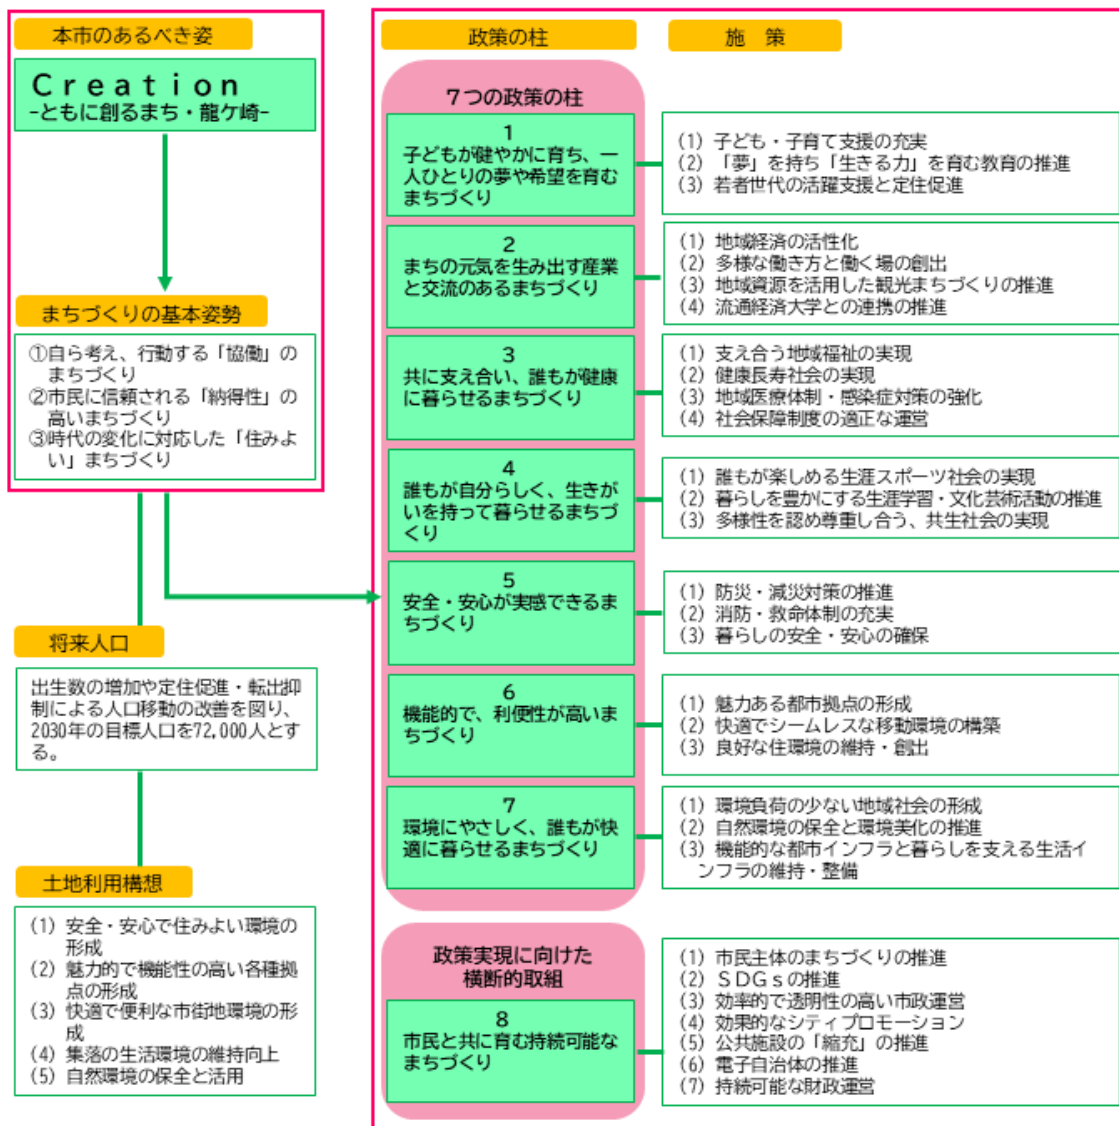 本市のあるべき姿
Ｃｒｅａｔｉｏｎ
-ともに創るまち・龍ケ崎-
まちづくりの基本姿勢
①自ら考え、行動する「協働」の
まちづくり
②市民に信頼される「納得性」の
高いまちづくり
③時代の変化に対応した「住みよ
い」まちづくり
将来人口
出生数の増加や定住促進・転出抑
制による人口移動の改善を図り、
2030年の目標人口を72,000人とす
る。
土地利用構想
(1) 安全・安心で住みよい環境の
形成
(2) 魅力的で機能性の高い各種拠
点の形成
(3) 快適で便利な市街地環境の形
成
(4) 集落の生活環境の維持向上
(5) 自然環境の保全と活用
政策の柱
施　策
７つの政策の柱
1
子どもが健やかに育ち、一
人ひとりの夢や希望を育む
まちづくり
(1) 子ども・子育て支援の充実
(2) 「夢」を持ち「生きる力」を育む教育の推進
(3) 若者世代の活躍支援と定住促進
2
まちの元気を生み出す産業
と交流のあるまちづくり
(1) 地域経済の活性化
(2) 多様な働き方と働く場の創出
(3) 地域資源を活用した観光まちづくりの推進
(4) 流通経済大学との連携の推進
3
共に支え合い、誰もが健康
に暮らせるまちづくり
(1) 支え合う地域福祉の実現
(2) 健康長寿社会の実現
(3) 地域医療体制・感染症対策の強化
(4) 社会保障制度の適正な運営
4
誰もが自分らしく、生きが
いを持って暮らせるまちづ
くり
(1) 誰もが楽しめる生涯スポーツ社会の実現
(2) 暮らしを豊かにする生涯学習・文化芸術活動の推進
(3) 多様性を認め尊重し合う、共生社会の実現
5
安全・安心が実感できるま
ちづくり
(1) 防災・減災対策の推進
(2) 消防・救命体制の充実
(3) 暮らしの安全・安心の確保
6
機能的で、利便性が高いま
ちづくり
(1) 魅力ある都市拠点の形成
(2) 快適でシームレスな移動環境の構築
(3) 良好な住環境の維持・創出
7
環境にやさしく、誰もが快
適に暮らせるまちづくり
(1) 環境負荷の少ない地域社会の形成
(2) 自然環境の保全と環境美化の推進
(3) 機能的な都市インフラと暮らしを支える生活イ
ンフラの維持・整備
政策実現に向けた
横断的取組
8
市民と共に育む持続可能な
まちづくり
(1) 市民主体のまちづくりの推進
(2) ＳＤＧｓの推進
(3) 効率的で透明性の高い市政運営
(4) 効果的なシティプロモーション
(5) 公共施設の「縮充」の推進
(6) 電子自治体の推進
(7) 持続可能な財政運営